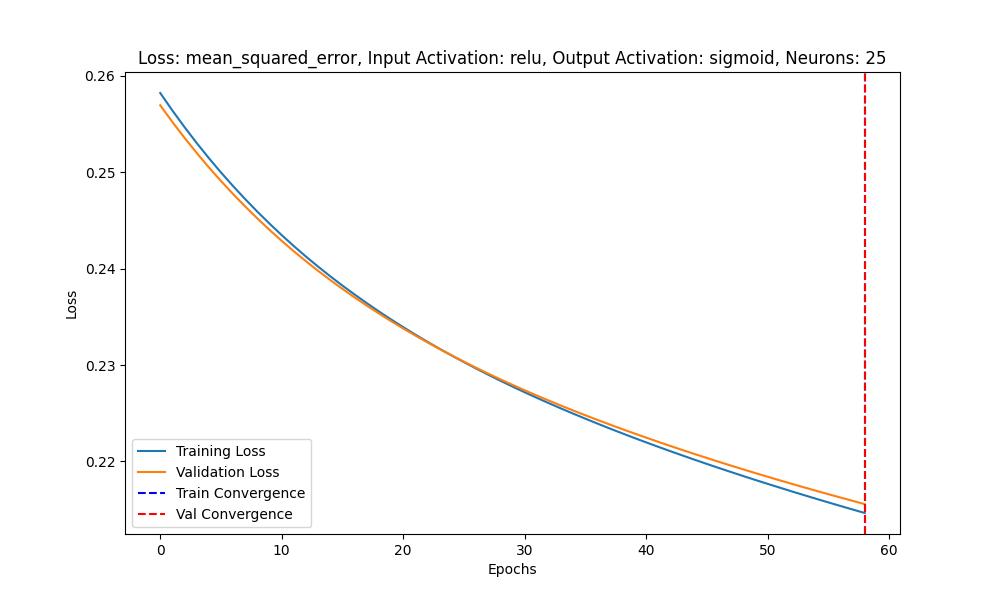 Loss: mean_squared_error, Input Activation: relu, Output Activation: sigmoid, Neurons: 25
0.26
0.25
0.24
0.23
0.22
Loss
Training Loss
Validation Loss
Train Convergence
Val Convergence
0 10 20 30 40 50 60
Epochs